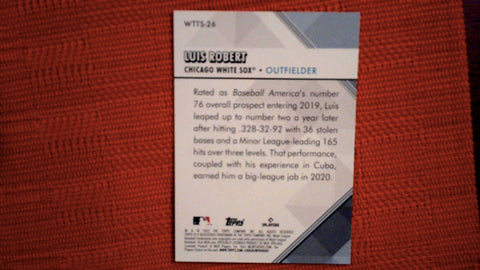 WTTS-26
LUIS ROBERT
CHICAGO WHITE SOX® • OUTFIELDER
Rated as Baseball America's number
76 overall prospect entering 2019, Luis
leaped up to number two a year later
after hitting .328-32-92 with 36 stolen
bases and a Minor League-leading 165
hits over three levels. That performance,
coupled with his experience in Cuba,
earned him a big-league job in 2020.
Topps
PLAYERS